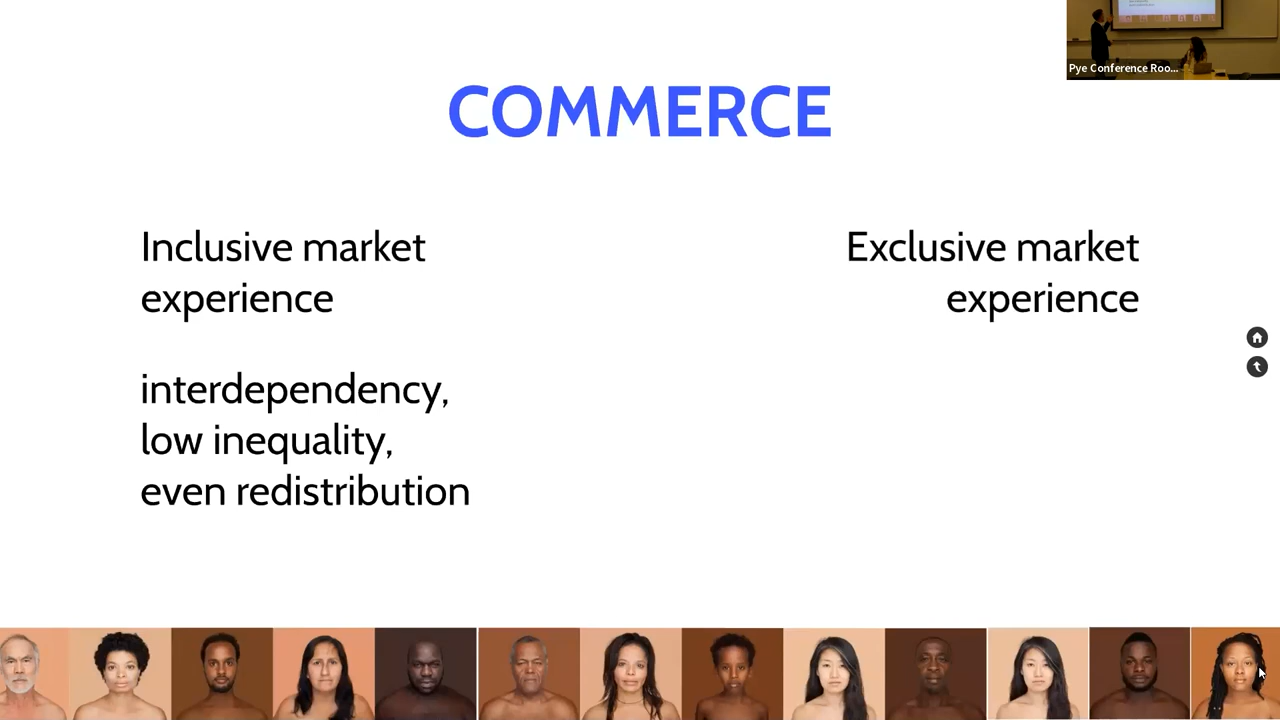 Pye Conference Roo...
COMMERCE
Inclusive market
experience
interdependency,
low inequality,
even redistribution
Exclusive market
experience